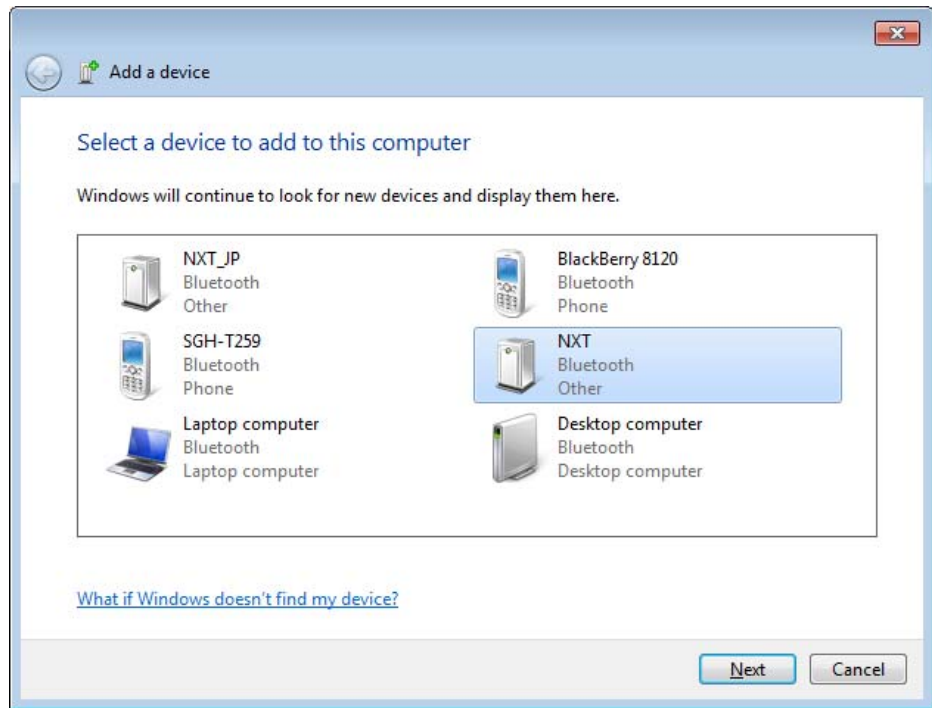 Add a device
Select a device to add to this computer
Windows will continue to look for new devices and display them here.
NXT_JP
Bluetooth
Other
BlackBerry 8120
Bluetooth
Phone
SGH-T259
Bluetooth
Phone
NXT
Bluetooth
Other
Laptop computer
Bluetooth
Laptop computer
Desktop computer
Bluetooth
Desktop computer
What if Windows doesn't find my device?
Next
Cancel